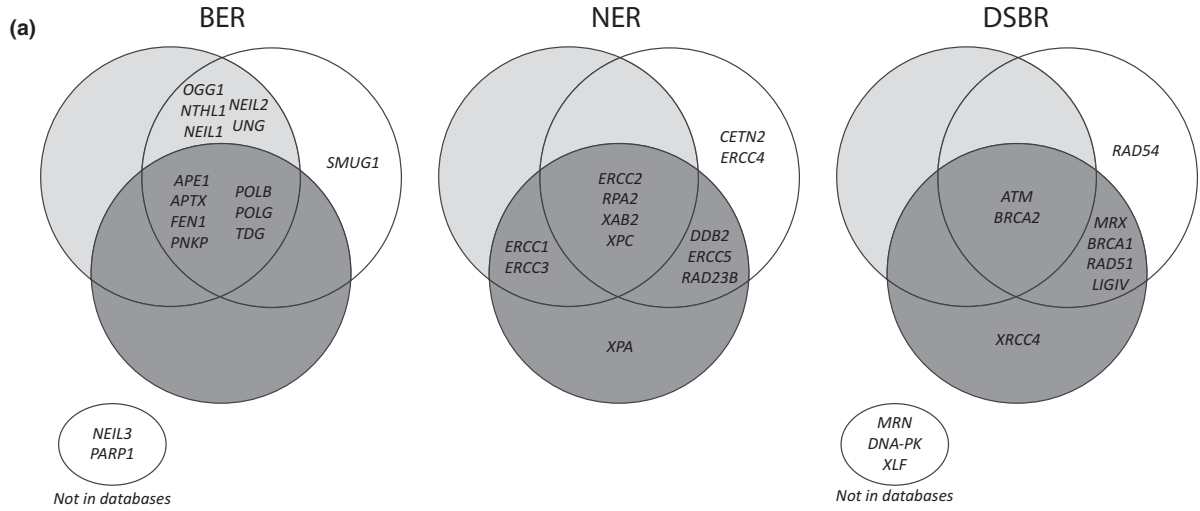 (a)
BER
OGG1
NTHL1
NEIL1
NEIL2
UNG
SMUG1
APE1
APTX
FEN1
PNKP
POLB
POLG
TDG
NEIL3
PARP1
Not in databases
NER
CETN2
ERCC4
ERCC2
RPA2
XAB2
XPC
ERCC1
ERCC3
DDB2
ERCC5
RAD23B
XPA
DSBR
RAD54
ATM
BRCA2
MRX
BRCA1
RAD51
LIGIV
XRCC4
MRN
DNA-PK
XLF
Not in databases